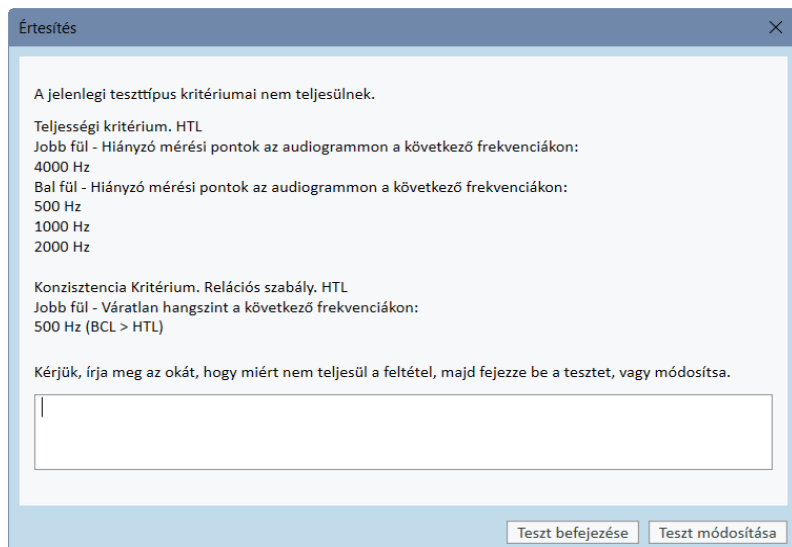 Értesítés
A jelenlegi teszttípus kritériumai nem teljesülnek.
Teljességi kritérium. HTL
Jobb fül - Hiányzó mérési pontok az audiogrammon a következő frekvenciákon:
4000 Hz
Bal fül - Hiányzó mérési pontok az audiogrammon a következő frekvenciákon:
500 Hz
1000 Hz
2000 Hz
Konzisztencia Kritérium. Relációs szabály. HTL
Jobb fül - Váratlan hangszint a következő frekvenciákon:
500 Hz (BCL > HTL)
Kérjük, írja meg az okát, hogy miért nem teljesül a feltétel, majd fejezze be a tesztet, vagy módosítsa.
Teszt befejezése Teszt módosítása